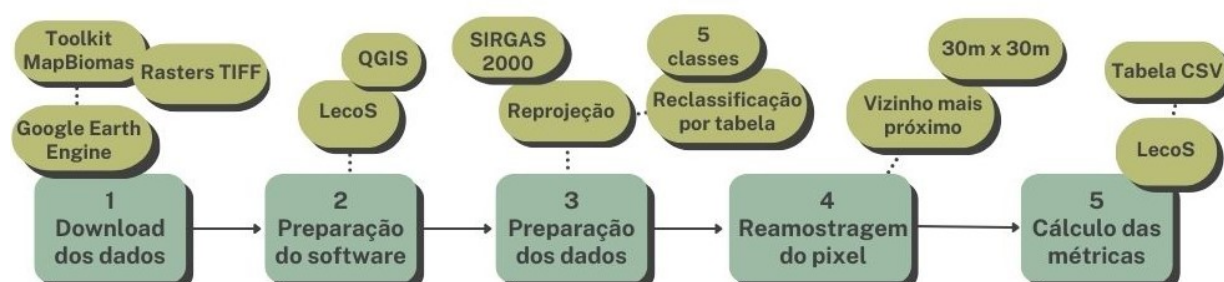 Toolkit
MapBiomas
Rasters TIFF
Google Earth
Engine
1
Download
dos dados
QGIS
LecoS
2
Preparação
do software
SIRGAS
2000
Reprojeção
5
classes
Reclassificação
por tabela
3
Preparação
dos dados
30m x 30m
Vizinho mais
próximo
4
Reamostragem
do pixel
Tabela CSV
LecoS
5
Cálculo das
métricas